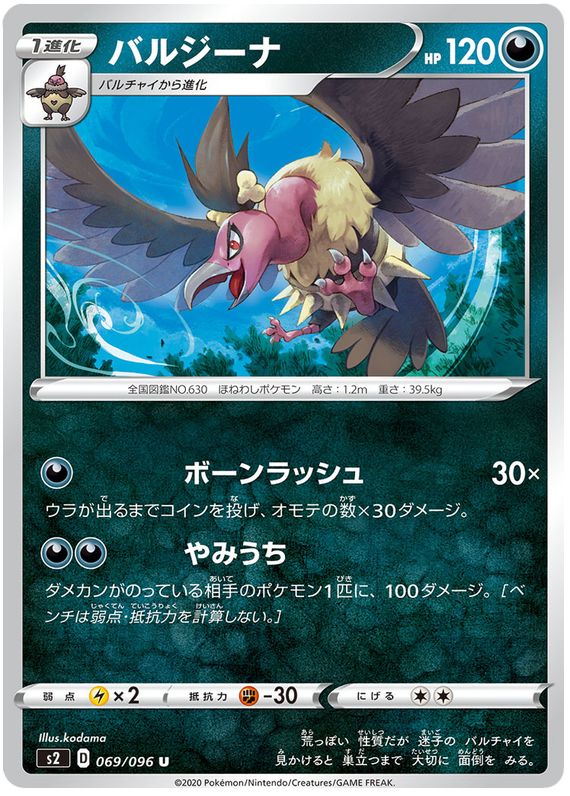 1進化
バルジーナ
HP 120
バルチャイから進化
全国図鑑NO.630 ほねわしポケモン 高さ:1.2m 重さ:39.5kg
ボーンラッシュ 30×
ウラが出るまでコインを投げ、オモテの数×30ダメージ。
やみうち
ダメカンがのっている相手のポケモン1匹に、100ダメージ。[ベ
ンチは弱点・抵抗力を計算しない。]
弱点 ×2 抵抗力 -30 にげる
Illus.kodama
s2 D 069/096 U
荒っぽい 性質だが 迷子の バルチャイを
見かけると 巣立つまで 大切に 面倒を みる。
©2020 Pokémon/Nintendo/Creatures/GAME FREAK.